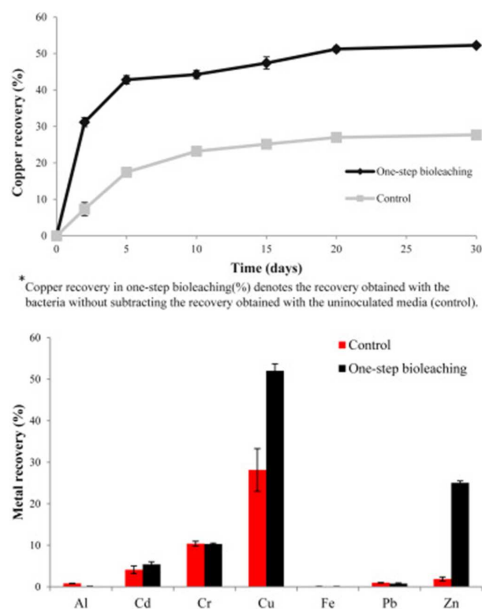 60
50
40
30
20
10
0
Copper recovery (%)
One-step bioleaching
Control
0 5 10 15 20 25 30
Time (days)
*Copper recovery in one-step bioleaching(%) denotes the recovery obtained with the
bacteria without subtracting the recovery obtained with the uninoculated media (control).
60
50
40
30
20
10
0
Metal recovery (%)
Control
One-step bioleaching
Al Cd Cr Cu Fe Pb Zn